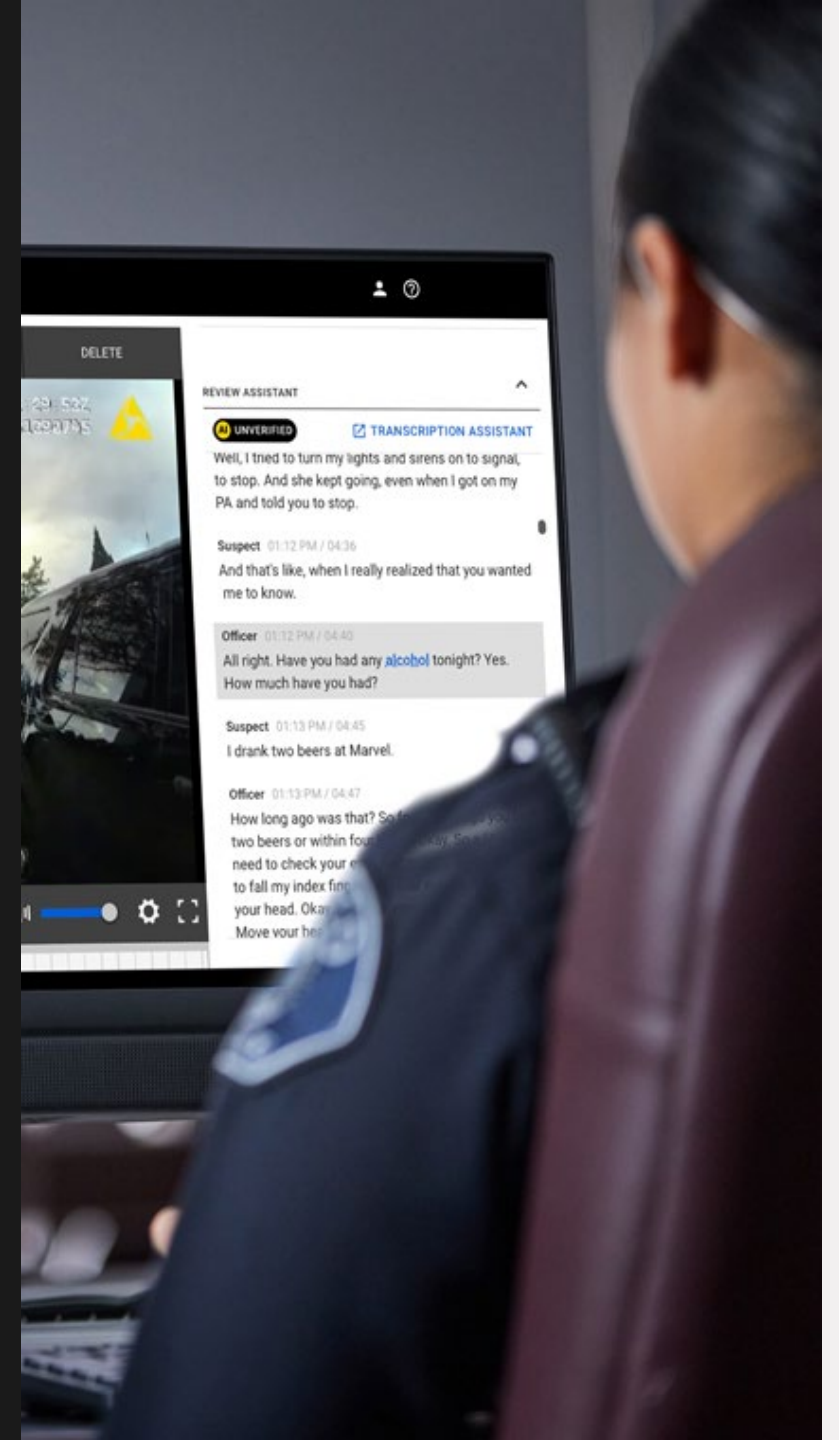 DELETE
REVIEW ASSISTANT
AI UNVERIFIED
TRANSCRIPTION ASSISTANT
Well, I tried to turn my lights and sirens on to signal,
to stop. And she kept going, even when I got on my
PA and told you to stop.
Suspect 01:12 PM / 04:36
And that's like, when I really realized that you wanted
me to know.
Officer 01:12 PM / 04:40
All right. Have you had any alcohol tonight? Yes.
How much have you had?
Suspect 01:13 PM / 04:45
I drank two beers at Marvel.
Officer 01:13 PM / 04:47
How long ago was that? So
two beers or within
need to check your
to fall my index
your head.
Move your